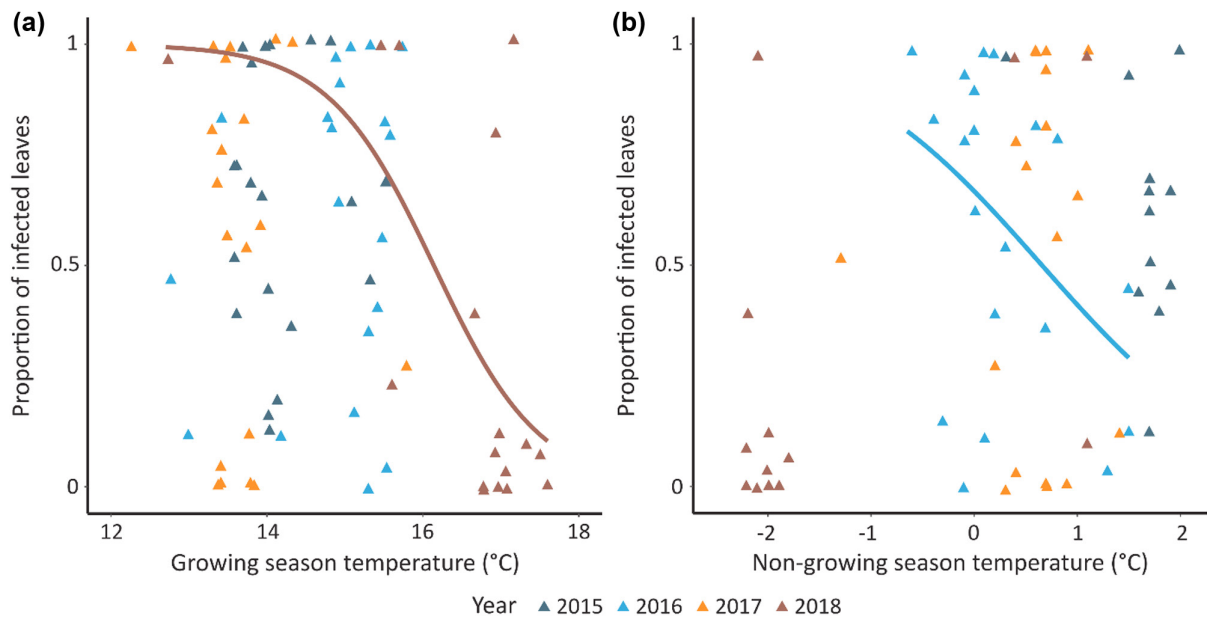 (a)
Proportion of infected leaves
1
0.5
0
12 14 16 18
Growing season temperature (°C)
(b)
Proportion of infected leaves
1
0.5
0
-2 -1 0 1 2
Non-growing season temperature (°C)
Year 2015 2016 2017 2018